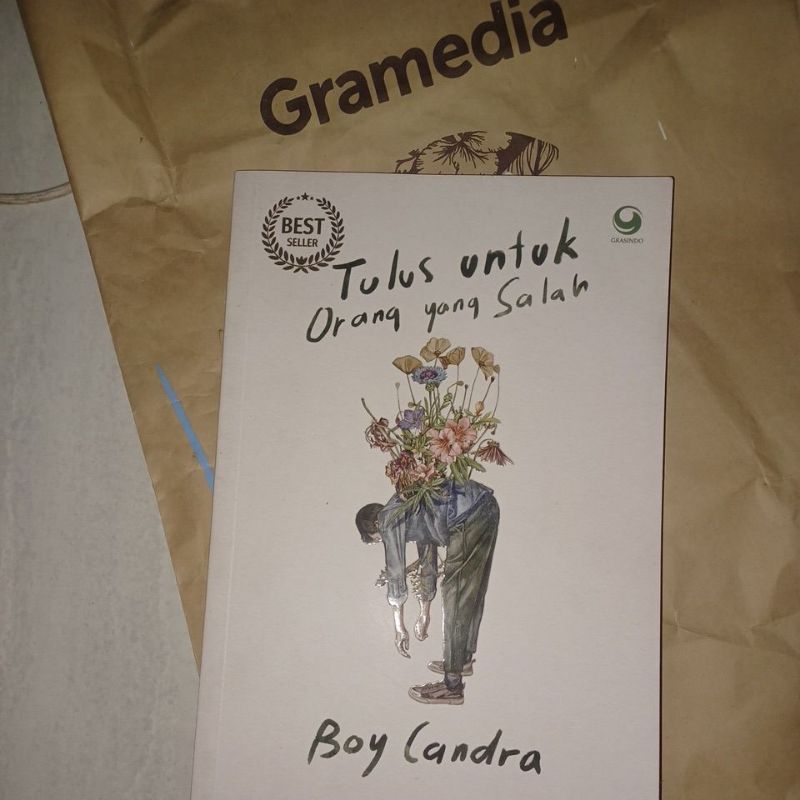 Gramedia
BEST
SELLER
GRASINDO
Tulus untuk
Orang yang Salah
Boy Candra